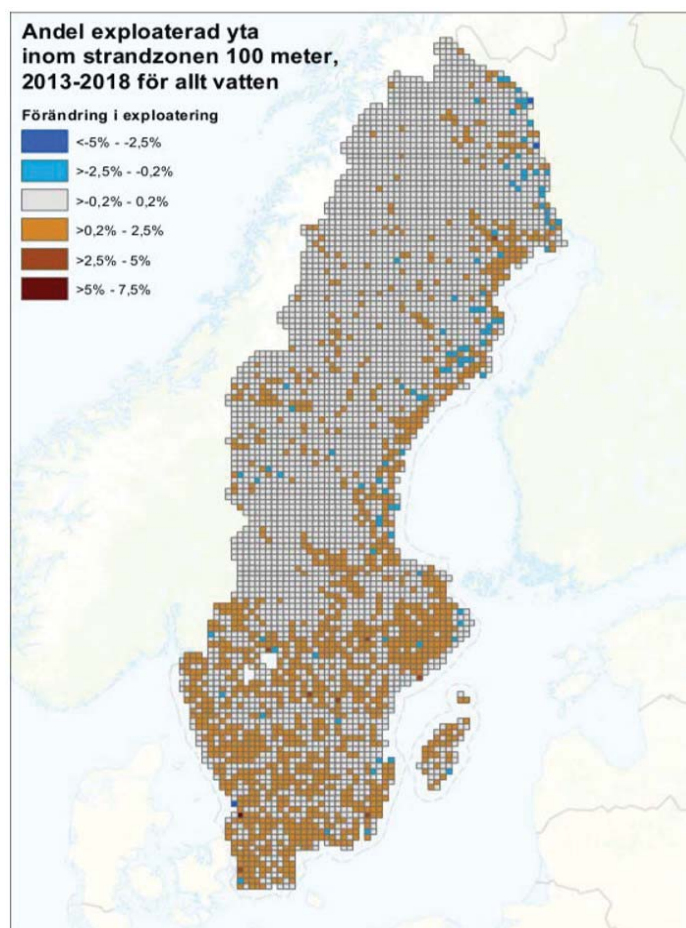 Andel exploaterad yta
inom strandzonen 100 meter,
2013-2018 för allt vatten
Förändring i exploatering
<-5% - -2,5%
>-2,5% - -0,2%
>-0,2% - 0,2%
>0,2% - 2,5%
>2,5% - 5%
>5% - 7,5%